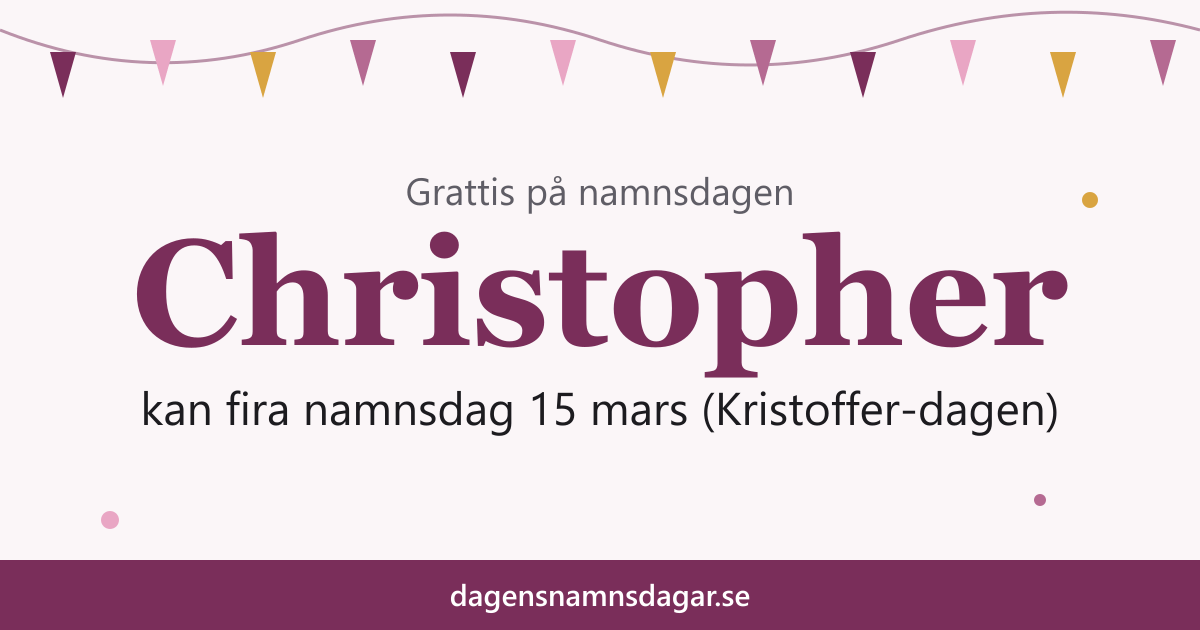 Grattis på namnsdagen
Christopher
kan fira namnsdag 15 mars (Kristoffer-dagen)
dagensnamnsdagar.se